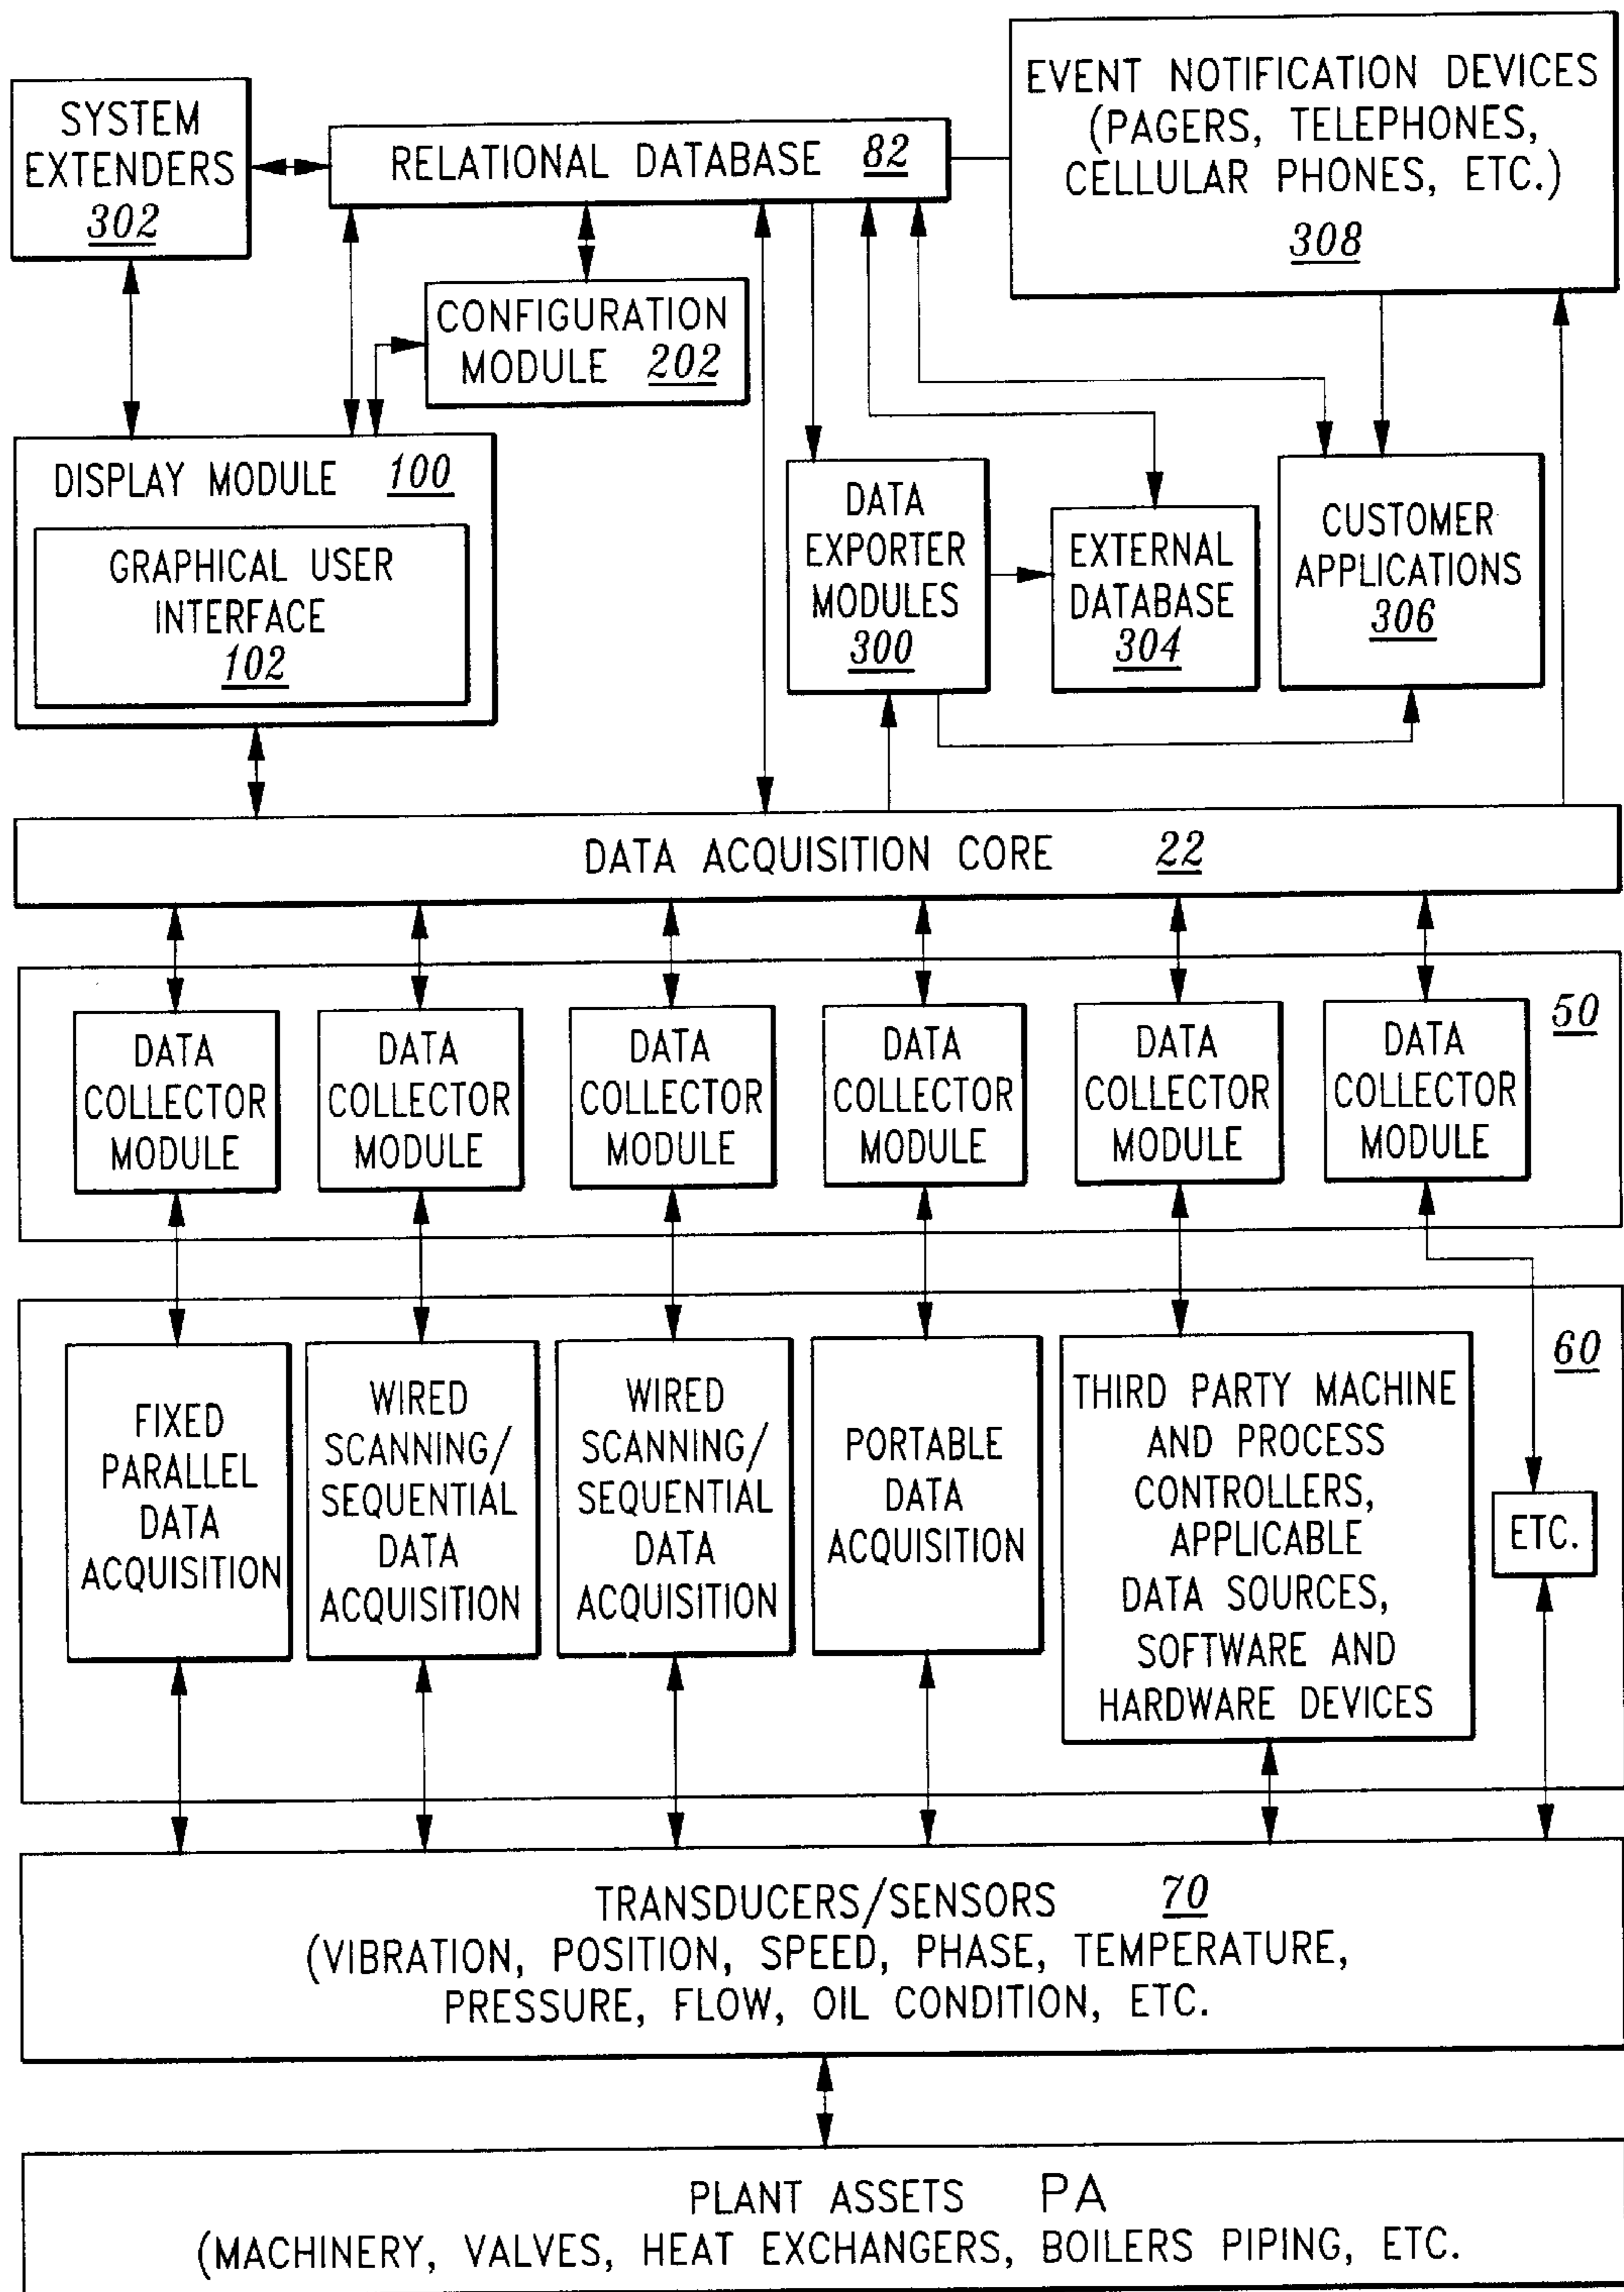 SYSTEM
EXTENDERS
302
RELATIONAL DATABASE 82
EVENT NOTIFICATION DEVICES
(PAGERS, TELEPHONES,
CELLULAR PHONES, ETC.)
308
CONFIGURATION
MODULE 202
DISPLAY MODULE 100
GRAPHICAL USER
INTERFACE
102
DATA
EXPORTER
MODULES
300
EXTERNAL
DATABASE
304
CUSTOMER
APPLICATIONS
306
DATA ACQUISITION CORE 22
50
DATA
COLLECTOR
MODULE
DATA
COLLECTOR
MODULE
DATA
COLLECTOR
MODULE
DATA
COLLECTOR
MODULE
DATA
COLLECTOR
MODULE
DATA
COLLECTOR
MODULE
60
FIXED
PARALLEL
DATA
ACQUISITION
WIRED
SCANNING/
SEQUENTIAL
DATA
ACQUISITION
WIRED
SCANNING/
SEQUENTIAL
DATA
ACQUISITION
PORTABLE
DATA
ACQUISITION
THIRD PARTY MACHINE
AND PROCESS
CONTROLLERS,
APPLICABLE
DATA SOURCES,
SOFTWARE AND
HARDWARE DEVICES
ETC.
TRANSDUCERS/SENSORS 70
(VIBRATION, POSITION, SPEED, PHASE, TEMPERATURE,
PRESSURE, FLOW, OIL CONDITION, ETC.
PLANT ASSETS PA
(MACHINERY, VALVES, HEAT EXCHANGERS, BOILERS PIPING, ETC.